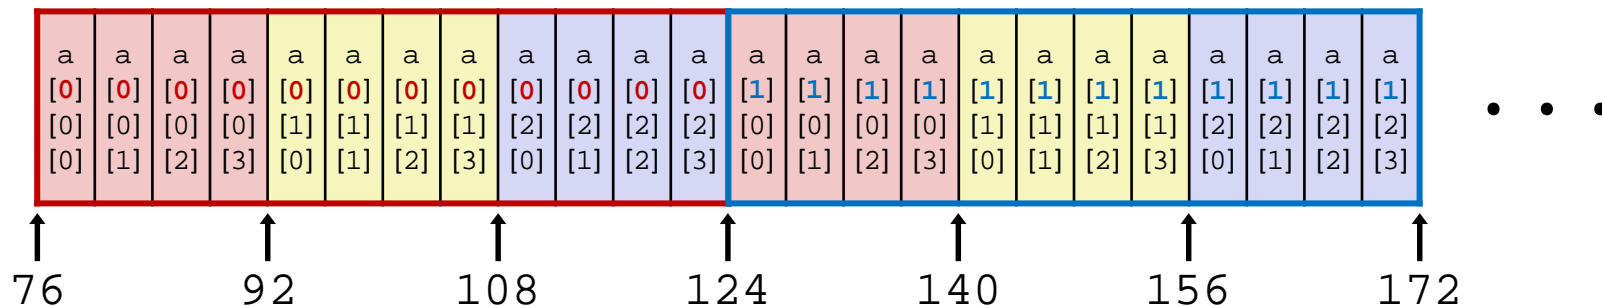 a a a a a a a a a a a a a a a a a a a a a a a a
[0] [0] [0] [0] [0] [0] [0] [0] [0] [0] [0] [0] [1] [1] [1] [1] [1] [1] [1] [1] [1] [1] [1] [1]
[0] [0] [0] [0] [1] [1] [1] [1] [2] [2] [2] [2] [0] [0] [0] [0] [1] [1] [1] [1] [2] [2] [2] [2]
[0] [1] [2] [3] [0] [1] [2] [3] [0] [1] [2] [3] [0] [1] [2] [3] [0] [1] [2] [3] [0] [1] [2] [3]
• • •
76 92 108 124 140 156 172